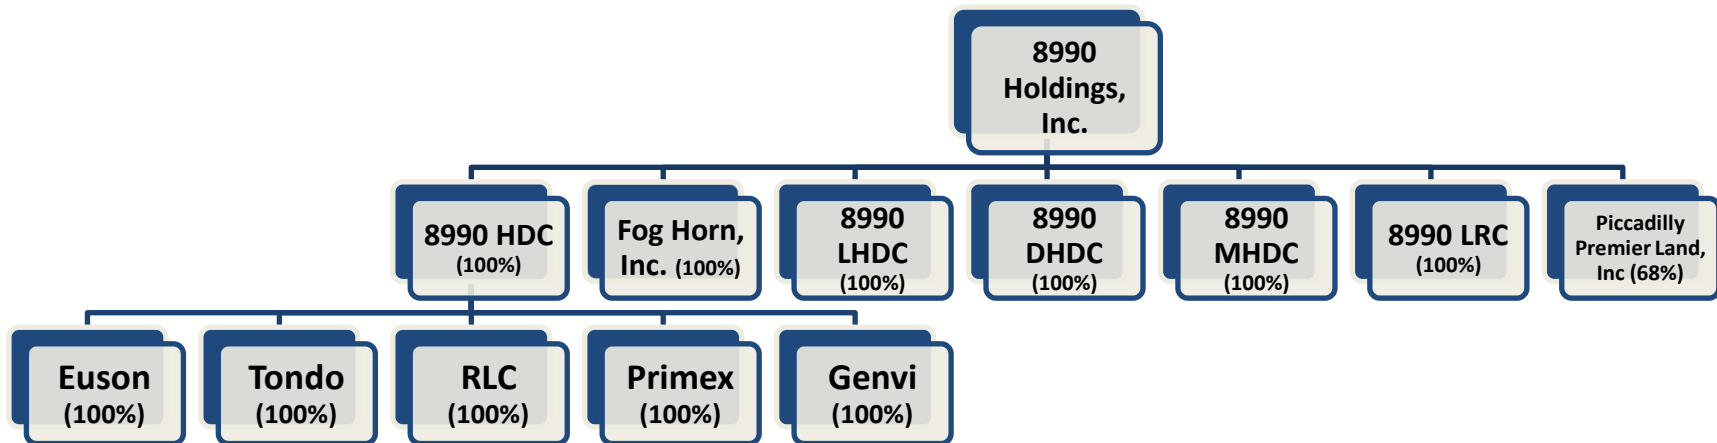 8990
Holdings,
Inc.
8990 HDC
(100%)
Fog Horn,
Inc. (100%)
8990
LHDC
(100%)
8990
DHDC
(100%)
8990
MHDC
(100%)
8990 LRC
(100%)
Piccadilly
Premier Land,
Inc (68%)
Euson
(100%)
Tondo
(100%)
RLC
(100%)
Primex
(100%)
Genvi
(100%)